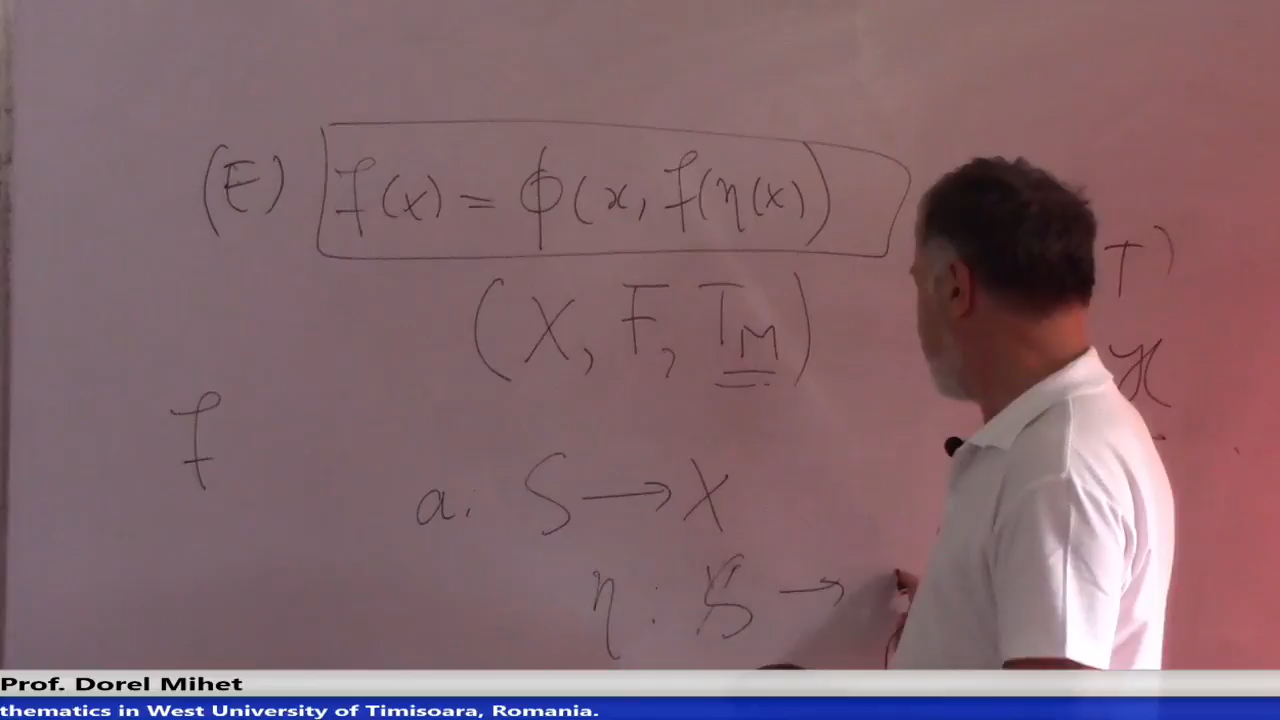 (E) f(x) = ϕ(x, f(η(x))
(X, F, T_M)
T)
f
a: S → X
η : S →
Prof. Dorel Mihet
thematics in West University of Timisoara, Romania.